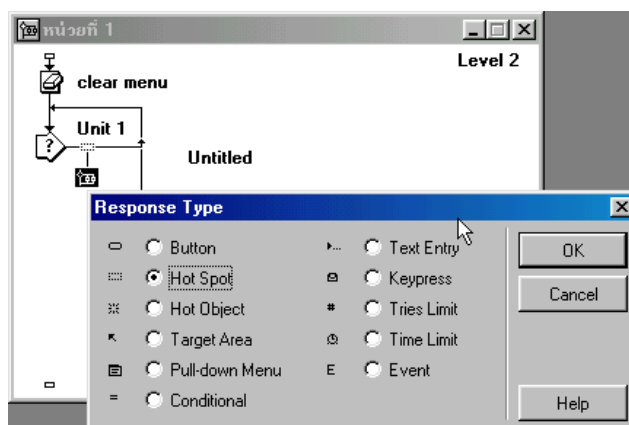 หน่วยที่ 1
Level 2
clear menu
Unit 1
Untitled
Response Type
Button
Text Entry
OK
Hot Spot
Keypress
Cancel
Hot Object
Tries Limit
Target Area
Time Limit
Pull-down Menu
E Event
Conditional
Help